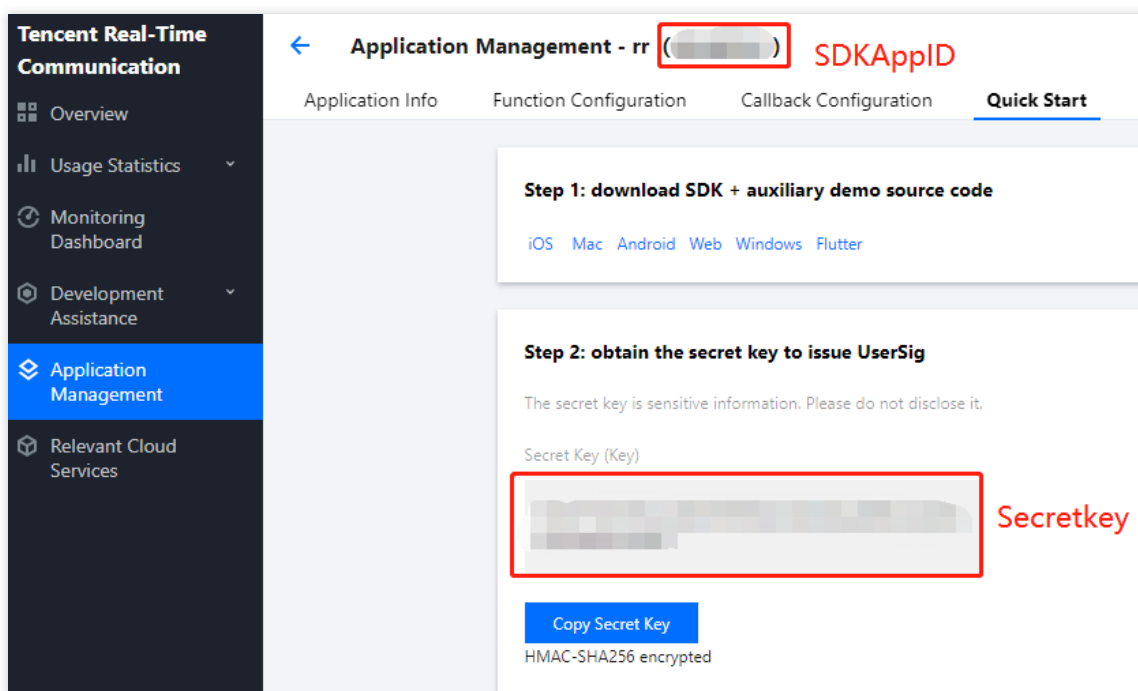 Tencent Real-Time
Communication
Overview
Usage Statistics
Monitoring
Dashboard
Development
Assistance
Application
Management
Relevant Cloud
Services
Application Management - rr ( )
SDKAppID
Application Info
Function Configuration
Callback Configuration
Quick Start
Step 1: download SDK + auxiliary demo source code
iOS Mac Android Web Windows Flutter
Step 2: obtain the secret key to issue UserSig
The secret key is sensitive information. Please do not disclose it.
Secret Key (Key)
Secretkey
Copy Secret Key
HMAC-SHA256 encrypted